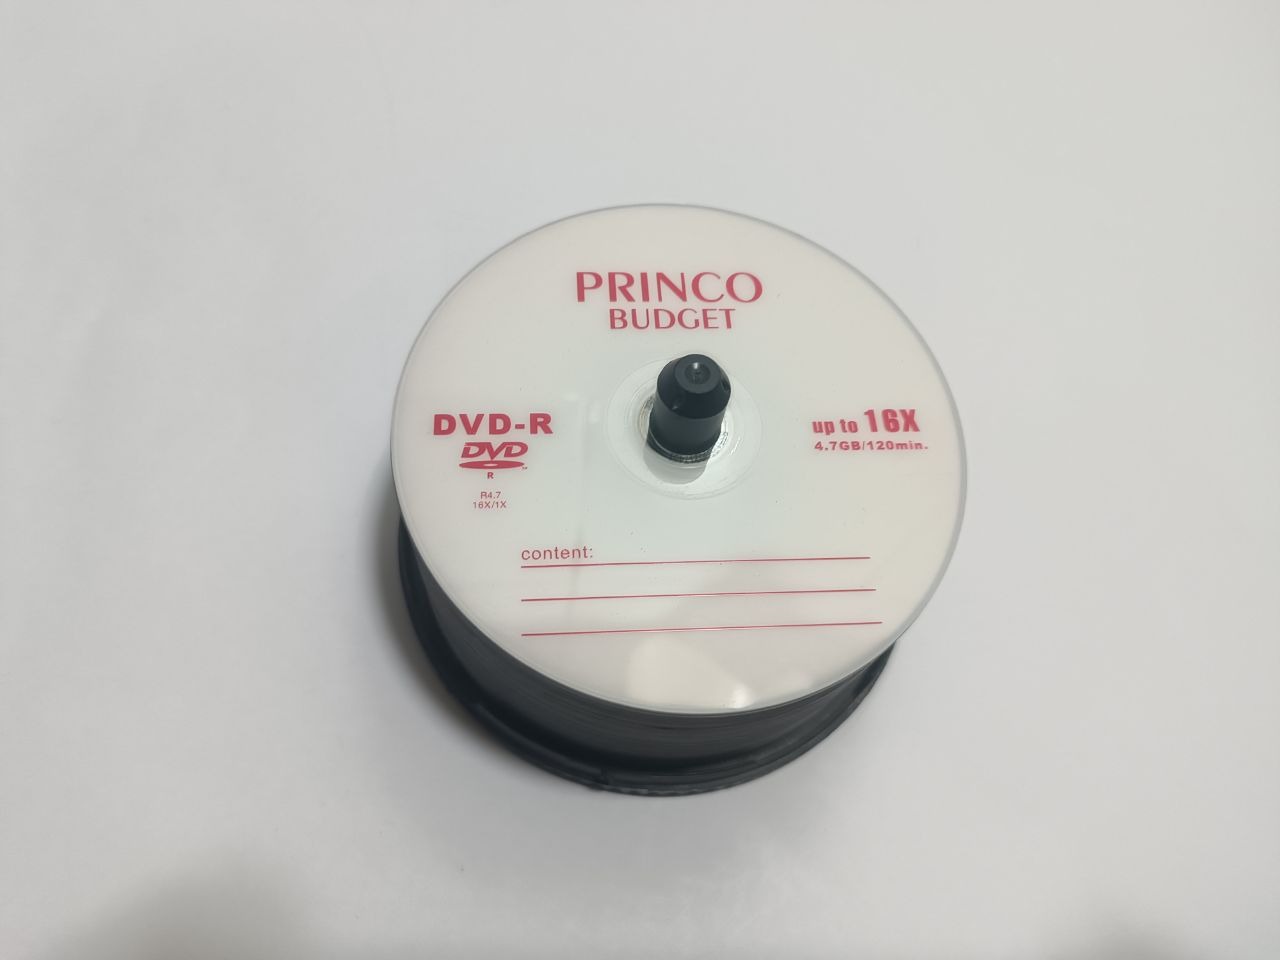 PRINCO
BUDGET
DVD-R
DVD
R
R4.7
16X/1X
up to 16X
4.7GB/120min.
content: